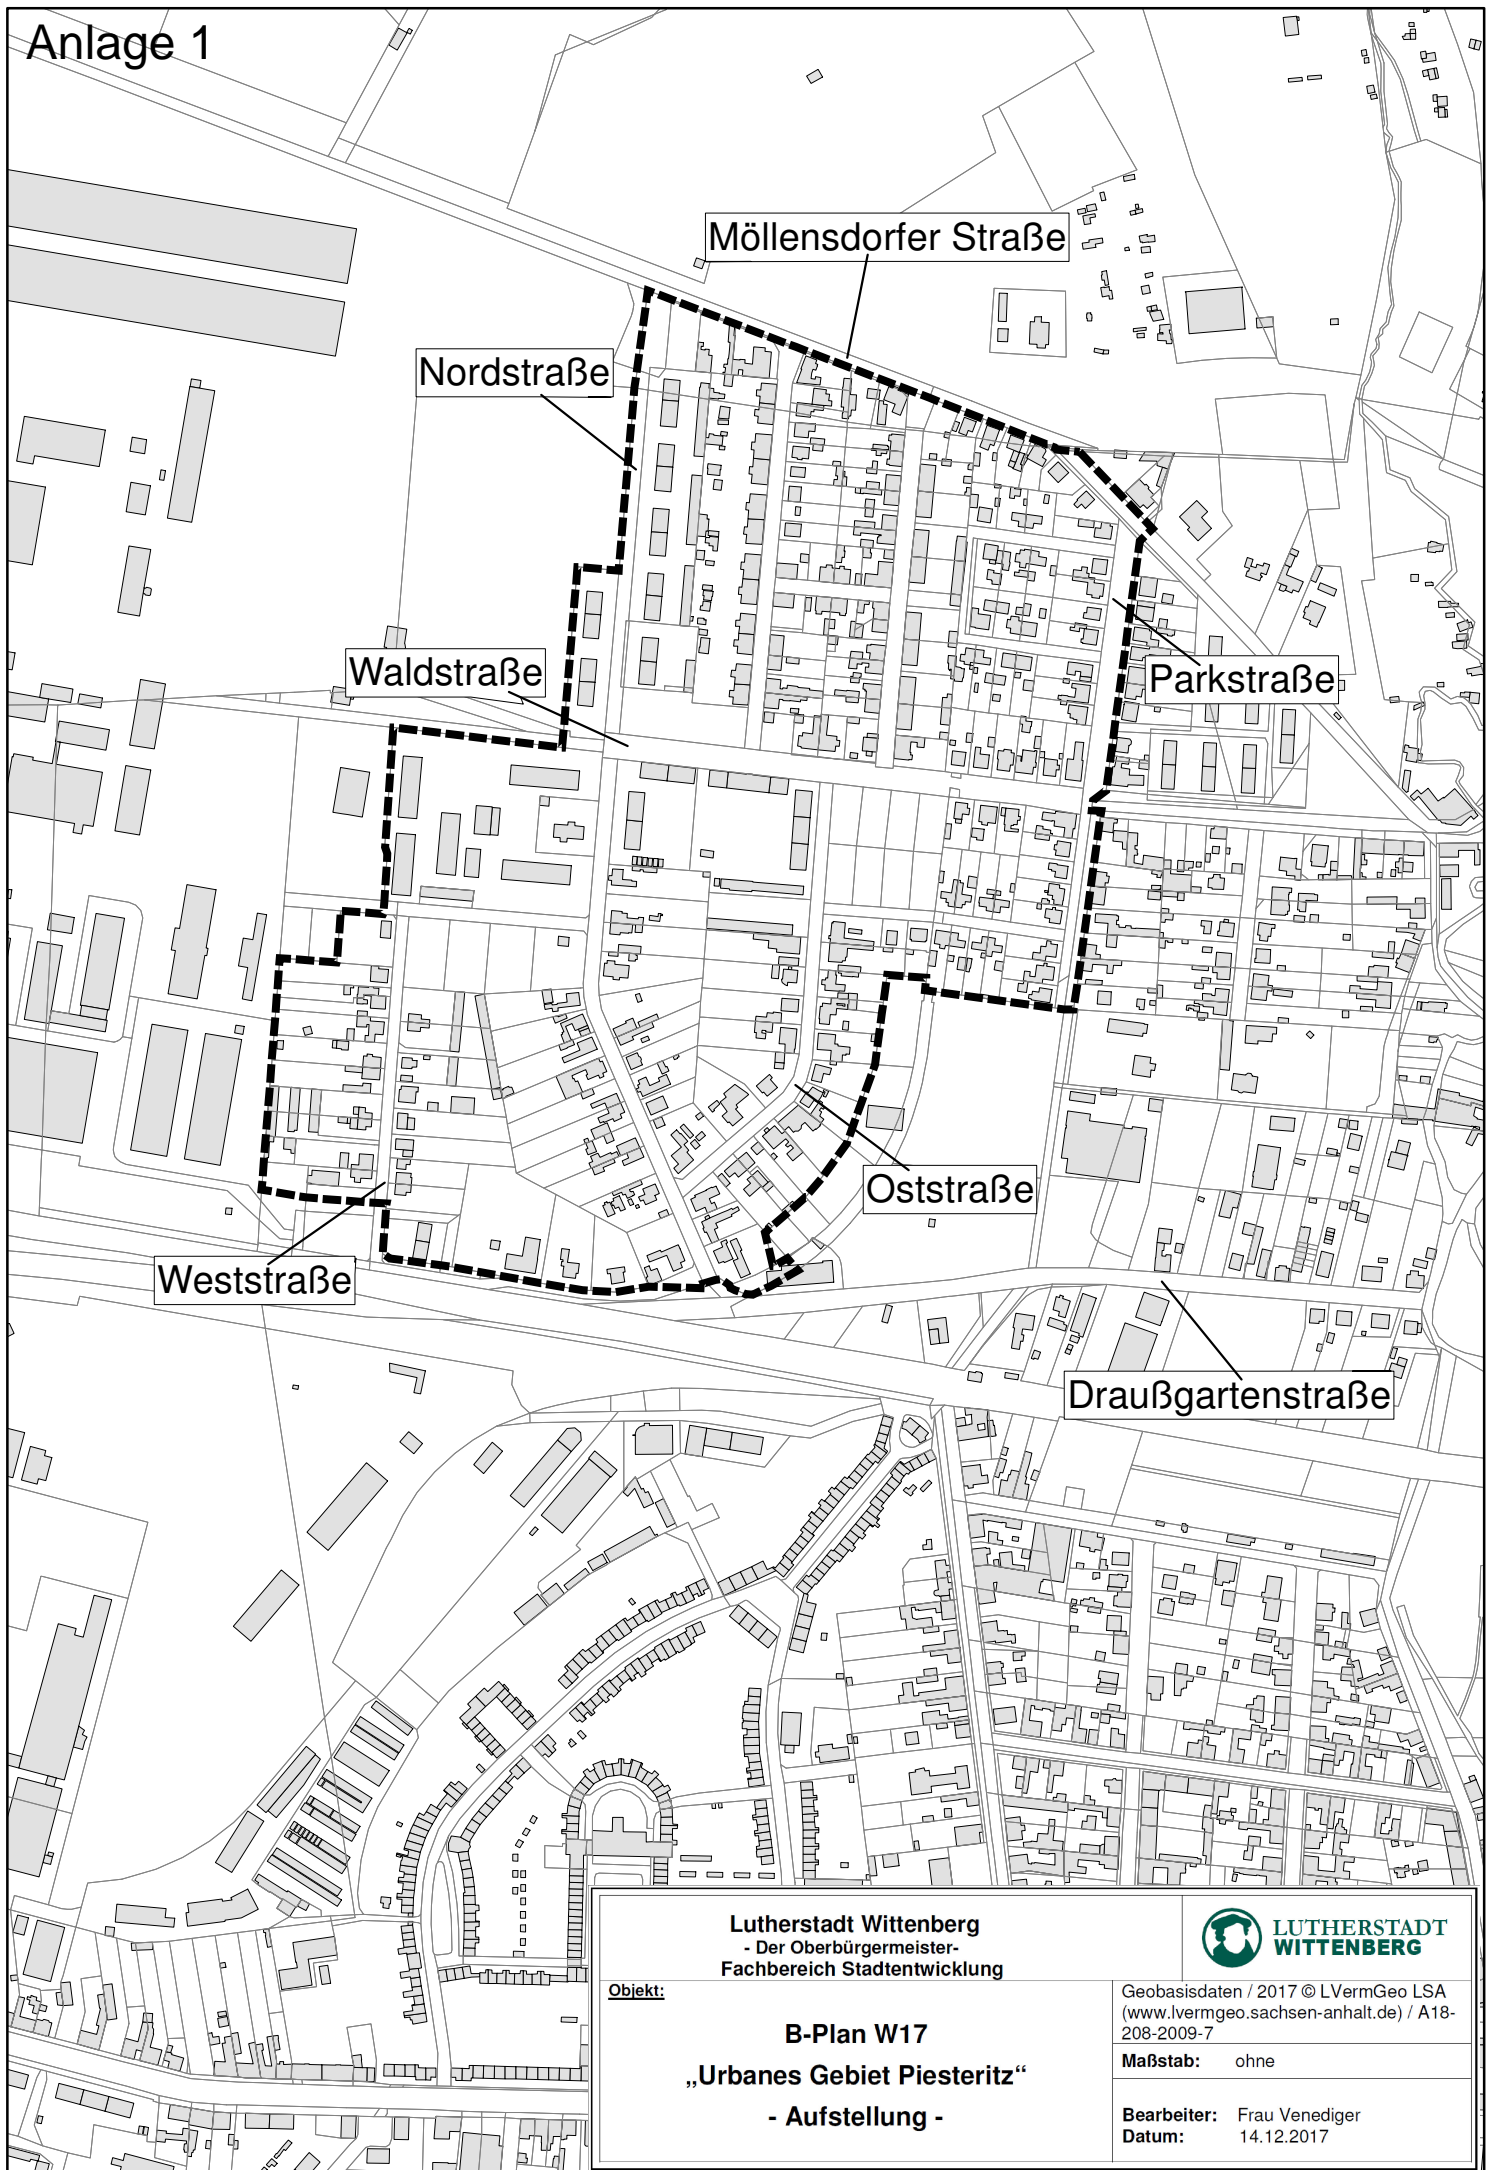 Anlage 1
Möllensdorfer Straße
Nordstraße
Waldstraße
Parkstraße
Oststraße
Weststraße
Draußgartenstraße
Lutherstadt Wittenberg
- Der Oberbürgermeister-
Fachbereich Stadtentwicklung
LUTHERSTADT
WITTENBERG
Objekt:
B-Plan W17
„Urbanes Gebiet Piesteritz“
- Aufstellung -
Geobasisdaten / 2017 © LVermGeo LSA
(www.lvermgeo.sachsen-anhalt.de) / A18-
208-2009-7
Maßstab: ohne
Bearbeiter: Frau Venediger
Datum: 14.12.2017